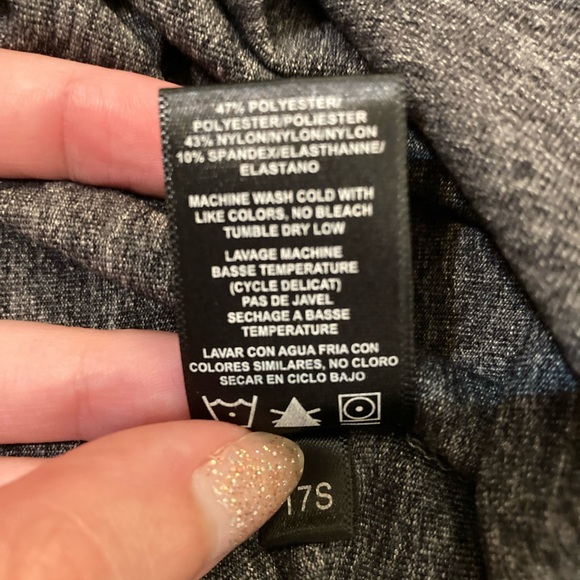 47% POLYESTER/
POLYESTER/POLIESTER
43% NYLON/NYLON/NYLON
10% SPANDEX/ELASTHANNE/
ELASTANO
MACHINE WASH COLD WITH
LIKE COLORS, NO BLEACH
TUMBLE DRY LOW
LAVAGE MACHINE
BASSE TEMPERATURE
(CYCLE DELICAT)
PAS DE JAVEL
SECHAGE A BASSE
TEMPERATURE
LAVAR CON AGUA FRIA CON
COLORES SIMILARES, NO CLORO
SECAR EN CICLO BAJO
17S